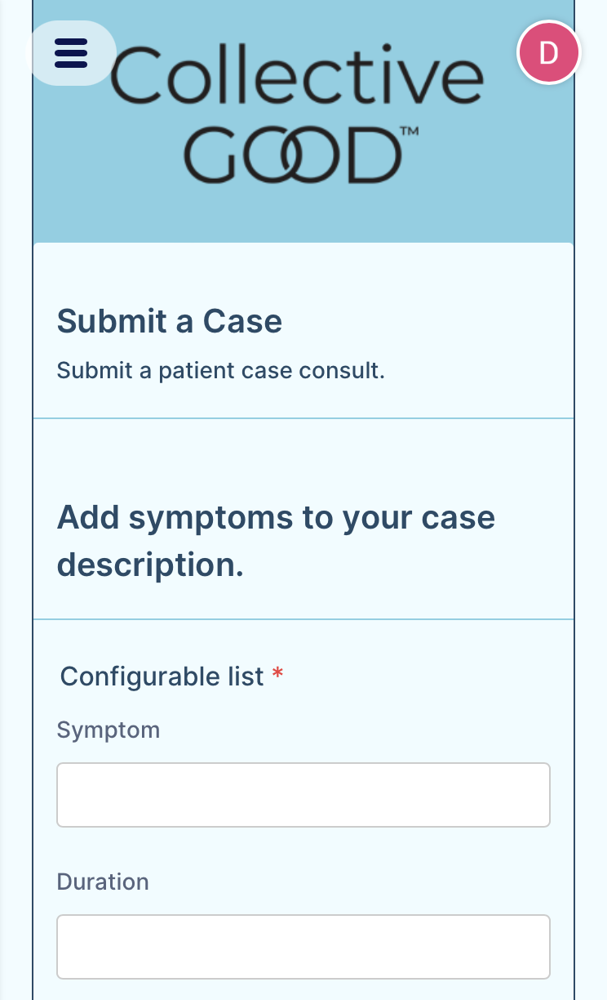 D
Collective
GOOD™
Submit a Case
Submit a patient case consult.
Add symptoms to your case
description.
Configurable list *
Symptom
Duration